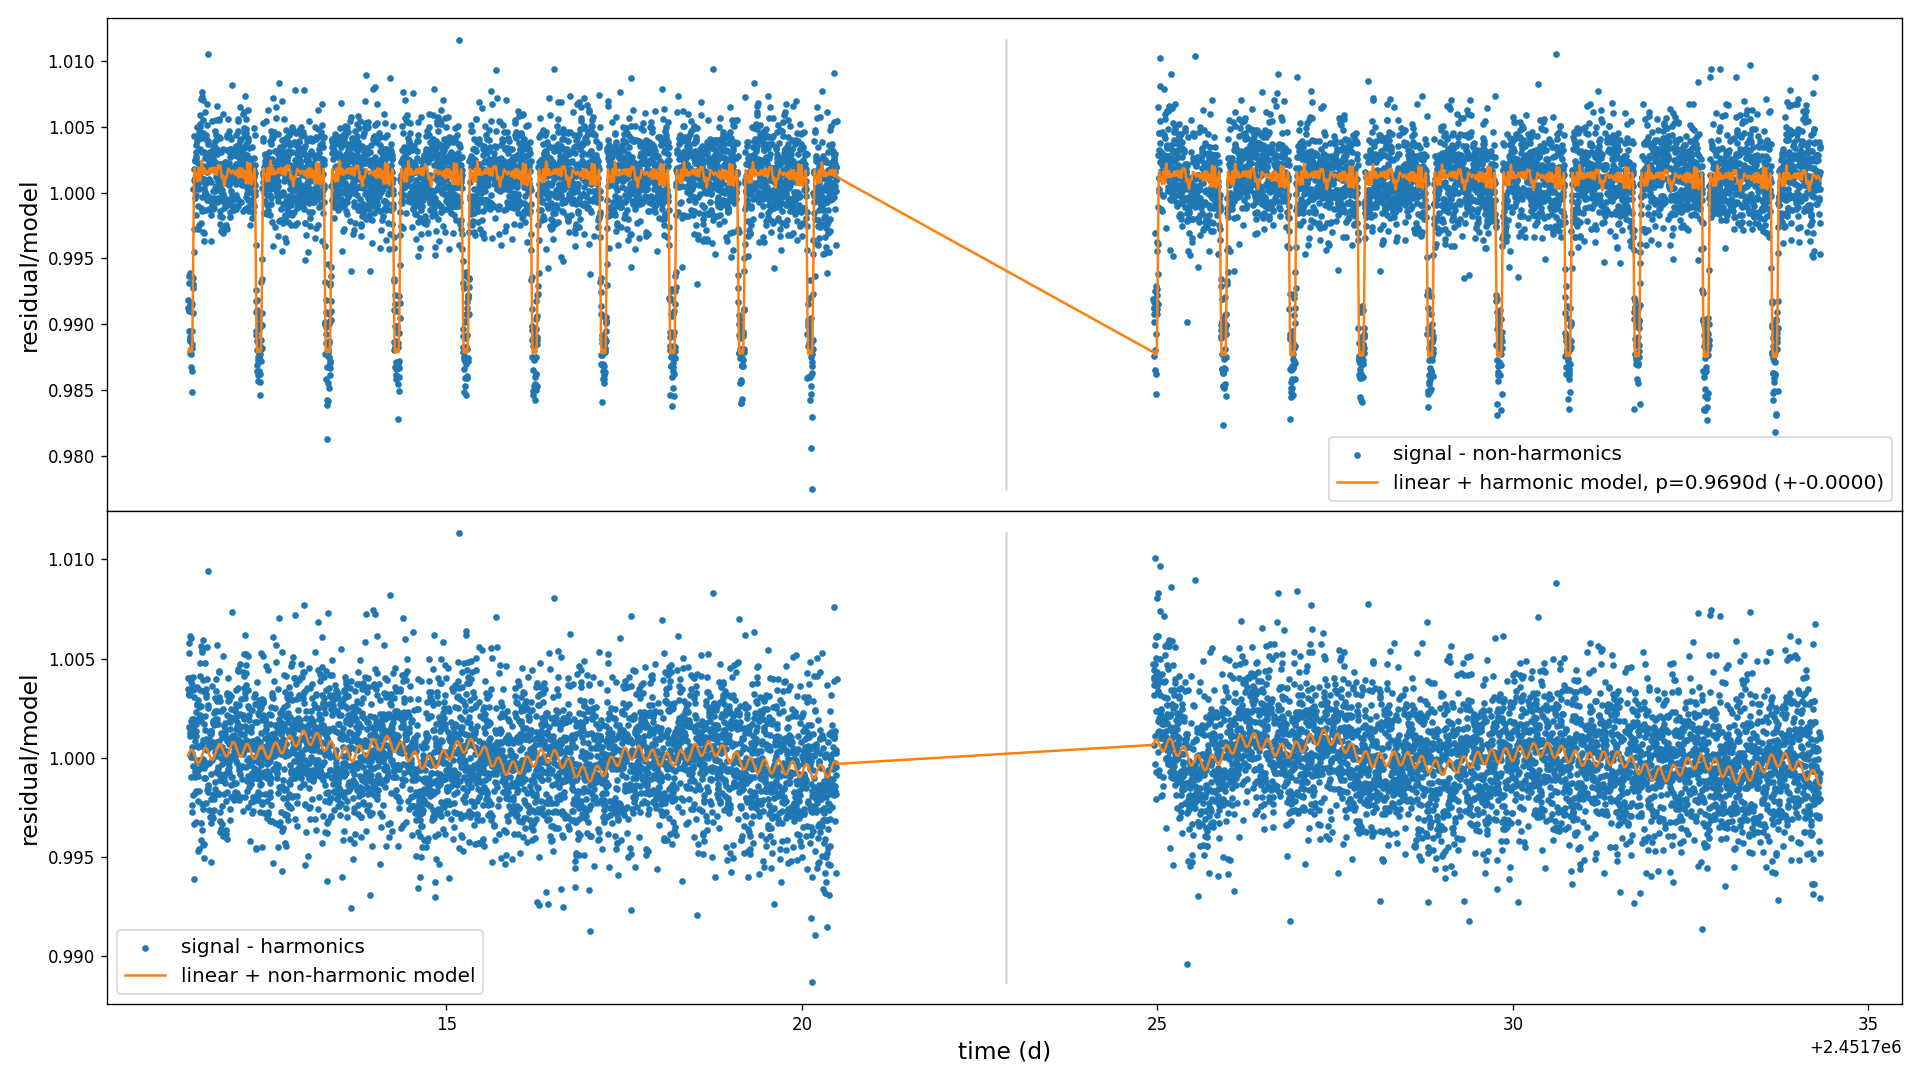 residual/model
1.010
1.005
1.000
0.995
0.990
0.985
0.980
signal - non-harmonics
linear + harmonic model, p=0.9690d (+-0.0000)
residual/model
1.010
1.005
1.000
0.995
0.990
signal - harmonics
linear + non-harmonic model
15 20 25 30 35
time (d)
+2.4517e6